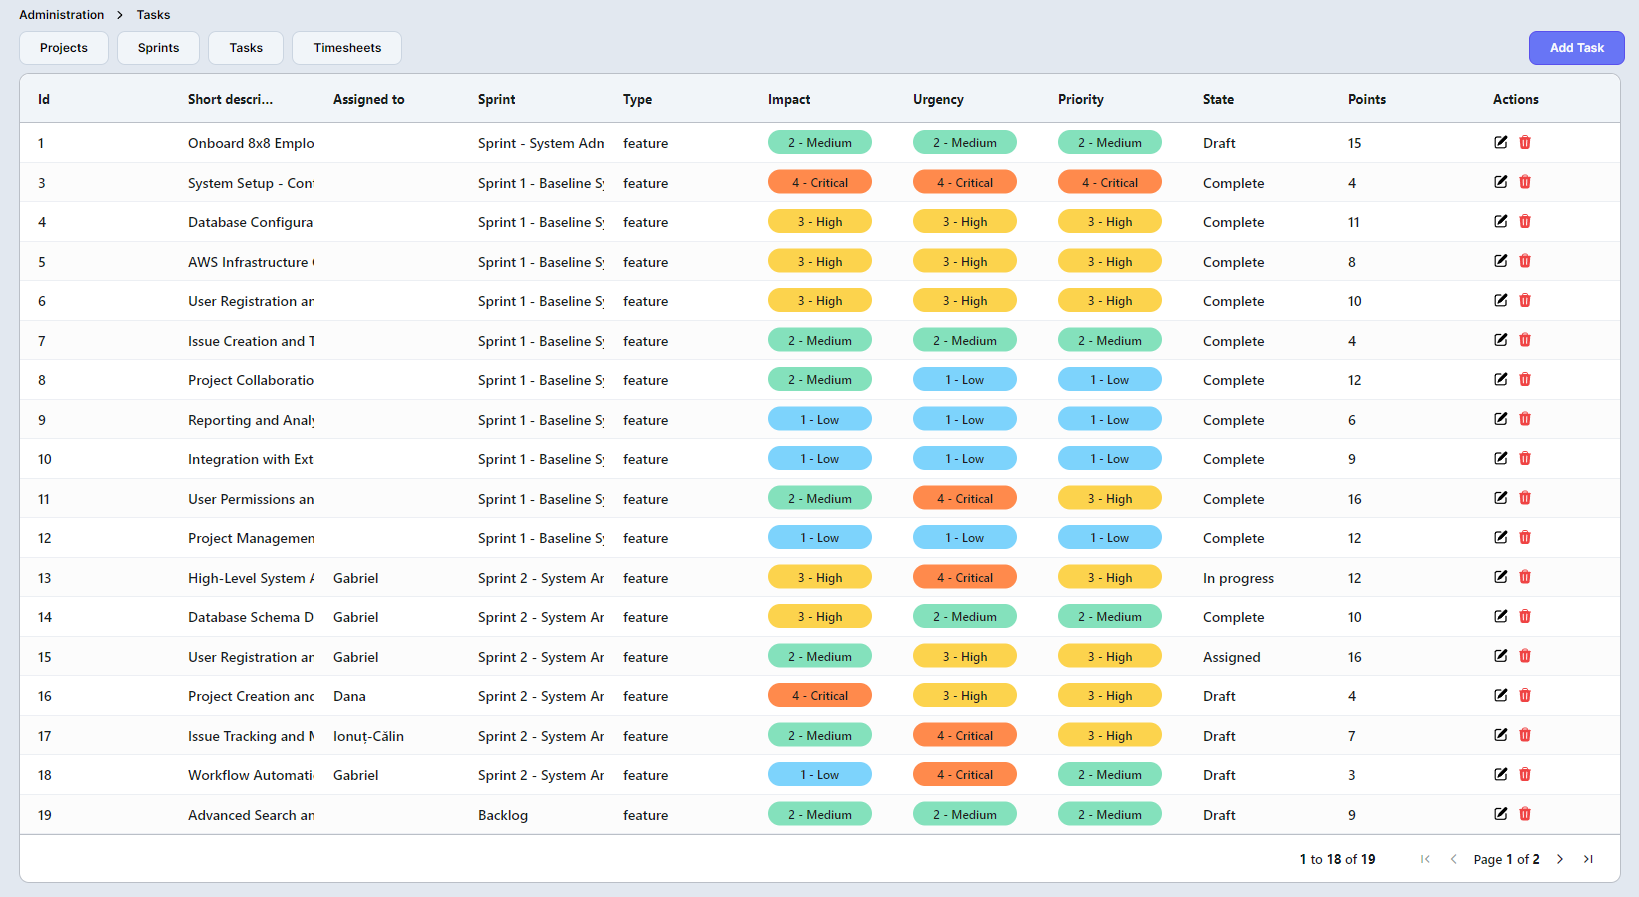 Administration > Tasks
Projects Sprints Tasks Timesheets Add Task
Id Short descri... Assigned to Sprint Type Impact Urgency Priority State Points Actions
1 Onboard 8x8 Emplo Sprint - System Adn feature 2 - Medium 2 - Medium 2 - Medium Draft 15
3 System Setup - Con Sprint 1 - Baseline Sy feature 4 - Critical 4 - Critical 4 - Critical Complete 4
4 Database Configura Sprint 1 - Baseline Sy feature 3 - High 3 - High 3 - High Complete 11
5 AWS Infrastructure Sprint 1 - Baseline Sy feature 3 - High 3 - High 3 - High Complete 8
6 User Registration an Sprint 1 - Baseline Sy feature 3 - High 3 - High 3 - High Complete 10
7 Issue Creation and T Sprint 1 - Baseline Sy feature 2 - Medium 2 - Medium 2 - Medium Complete 4
8 Project Collaboratio Sprint 1 - Baseline Sy feature 2 - Medium 1 - Low 1 - Low Complete 12
9 Reporting and Analy Sprint 1 - Baseline Sy feature 1 - Low 1 - Low 1 - Low Complete 6
10 Integration with Ext Sprint 1 - Baseline Sy feature 1 - Low 1 - Low 1 - Low Complete 9
11 User Permissions an Sprint 1 - Baseline Sy feature 2 - Medium 4 - Critical 3 - High Complete 16
12 Project Managemen Sprint 1 - Baseline Sy feature 1 - Low 1 - Low 1 - Low Complete 12
13 High-Level System A Gabriel Sprint 2 - System Ar feature 3 - High 4 - Critical 3 - High In progress 12
14 Database Schema D Gabriel Sprint 2 - System Ar feature 3 - High 2 - Medium 2 - Medium Complete 10
15 User Registration an Gabriel Sprint 2 - System Ar feature 2 - Medium 3 - High 3 - High Assigned 16
16 Project Creation and Dana Sprint 2 - System Ar feature 4 - Critical 3 - High 3 - High Draft 4
17 Issue Tracking and M Ionuț-Călin Sprint 2 - System Ar feature 2 - Medium 4 - Critical 3 - High Draft 7
18 Workflow Automati Gabriel Sprint 2 - System Ar feature 1 - Low 4 - Critical 2 - Medium Draft 3
19 Advanced Search an Backlog feature 2 - Medium 2 - Medium 2 - Medium Draft 9
1 to 18 of 19 Page 1 of 2